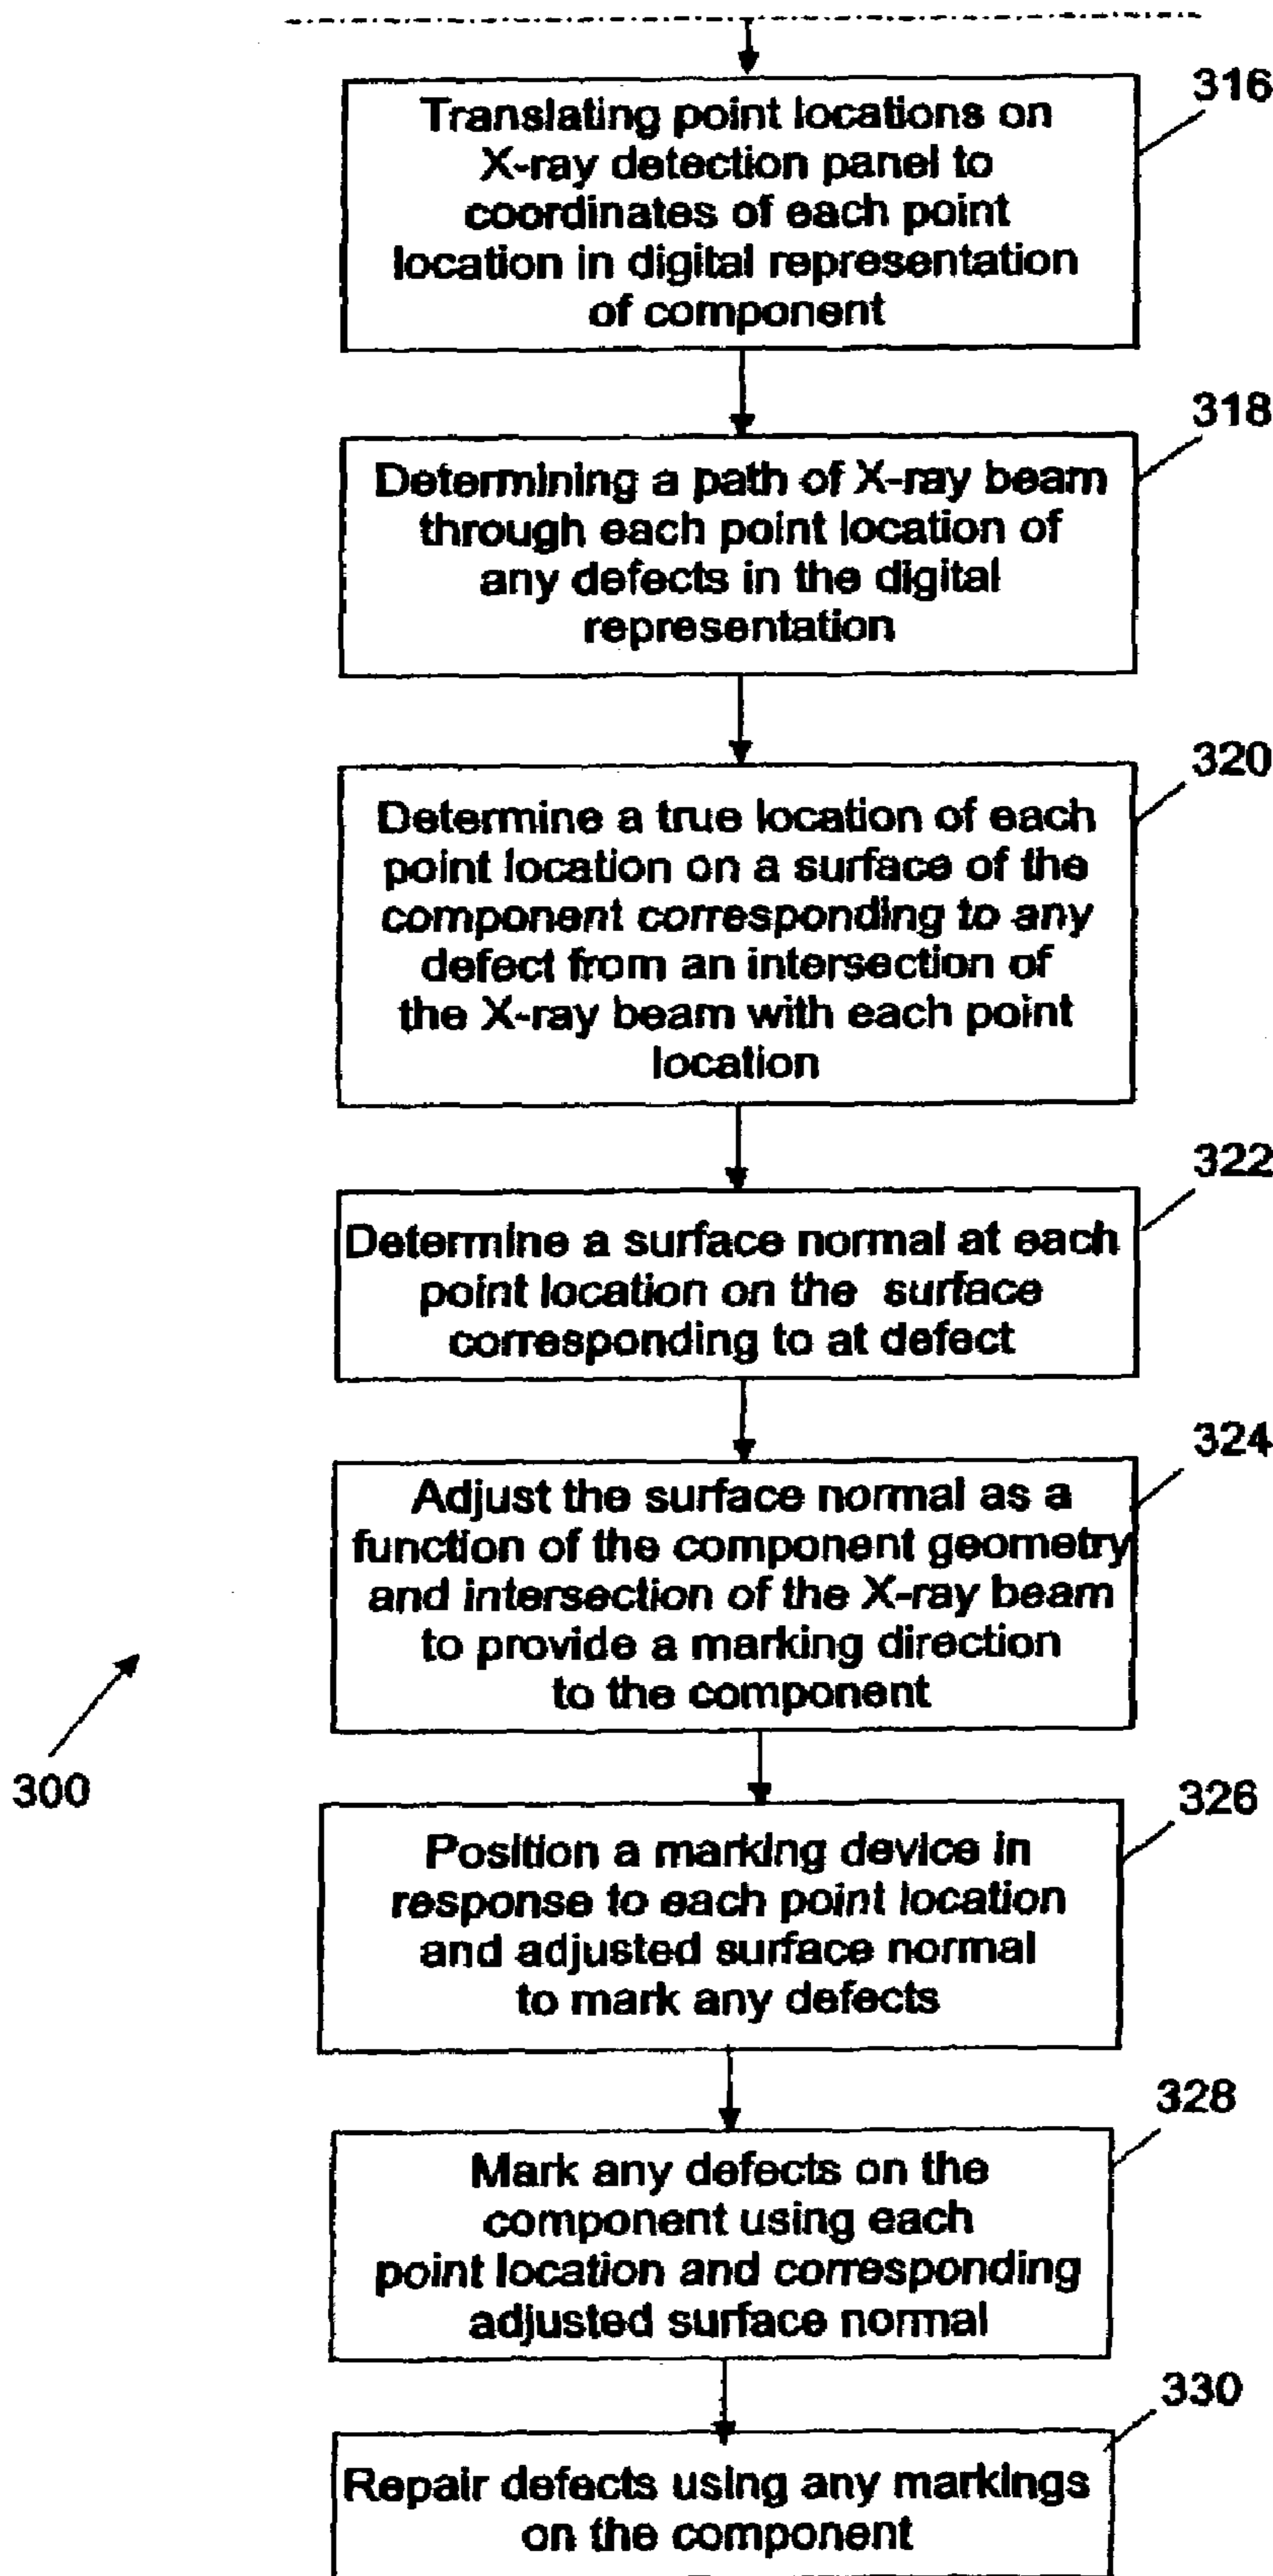 316
Translating point locations on
X-ray detection panel to
coordinates of each point
location in digital representation
of component
318
Determining a path of X-ray beam
through each point location of
any defects in the digital
representation
320
Determine a true location of each
point location on a surface of the
component corresponding to any
defect from an intersection of
the X-ray beam with each point
location
322
Determine a surface normal at each
point location on the surface
corresponding to at defect
324
Adjust the surface normal as a
function of the component geometry
and intersection of the X-ray beam
to provide a marking direction
to the component
300
326
Position a marking device in
response to each point location
and adjusted surface normal
to mark any defects
328
Mark any defects on the
component using each
point location and corresponding
adjusted surface normal
330
Repair defects using any markings
on the component